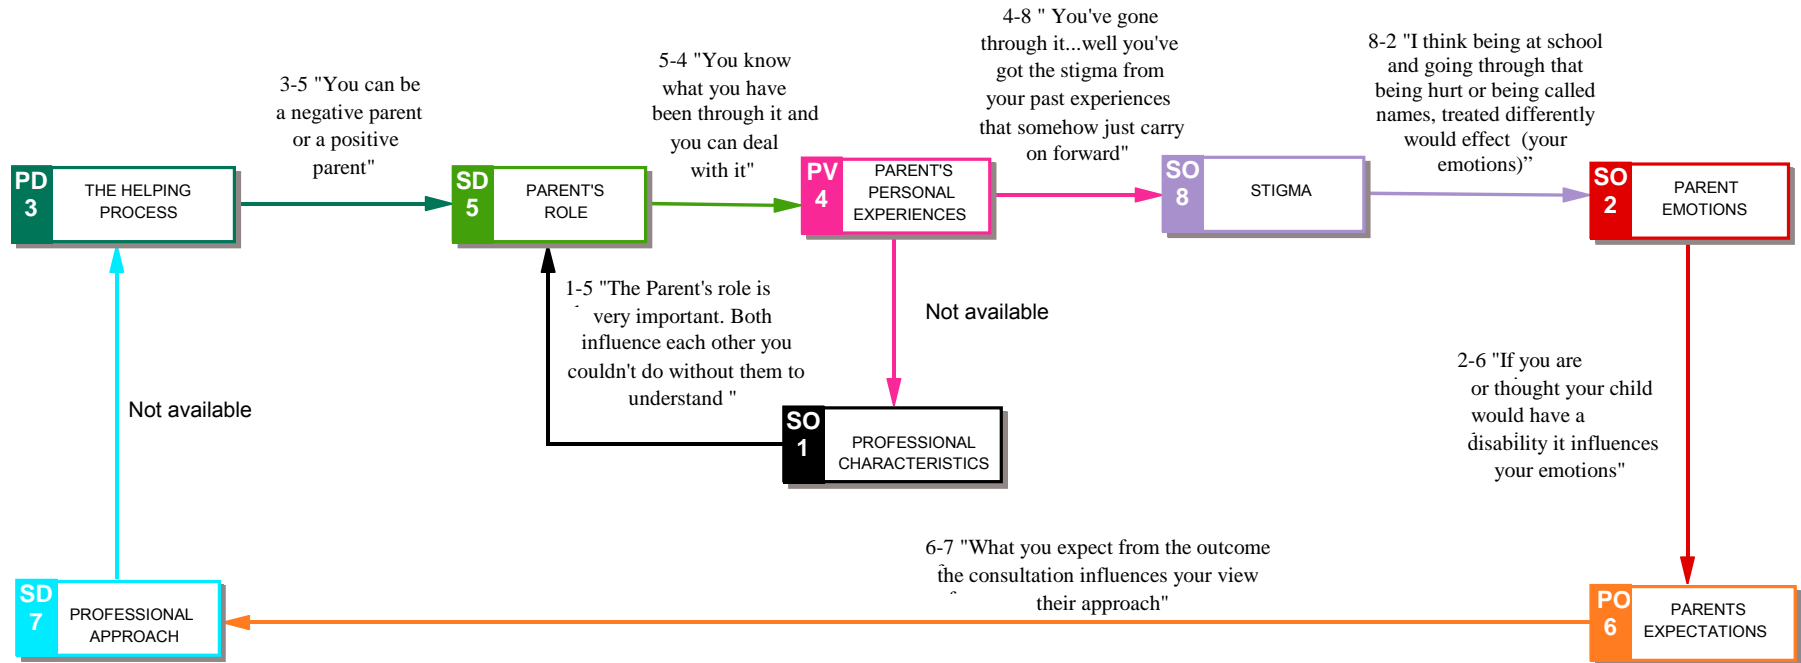 4-8 " You've gone
through it...well you've
got the stigma from
your past experiences
that somehow just carry
on forward"
8-2 "I think being at school
and going through that
being hurt or being called
names, treated differently
would effect (your
emotions)”
5-4 "You know
what you have
been through it and
you can deal
with it"
3-5 "You can be
a negative parent
or a positive
parent"
PD
3
THE HELPING
PROCESS
SD
5
PARENT'S
ROLE
PV
4
PARENT'S
PERSONAL
EXPERIENCES
SO
8
STIGMA
SO
2
PARENT
EMOTIONS
1-5 "The Parent's role is
very important. Both
influence each other you
couldn't do without them to
understand "
Not available
Not available
2-6 "If you are
or thought your child
would have a
disability it influences
your emotions"
SO
1
PROFESSIONAL
CHARACTERISTICS
6-7 "What you expect from the outcome
the consultation influences your view
their approach"
SD
7
PROFESSIONAL
APPROACH
PO
6
PARENTS
EXPECTATIONS